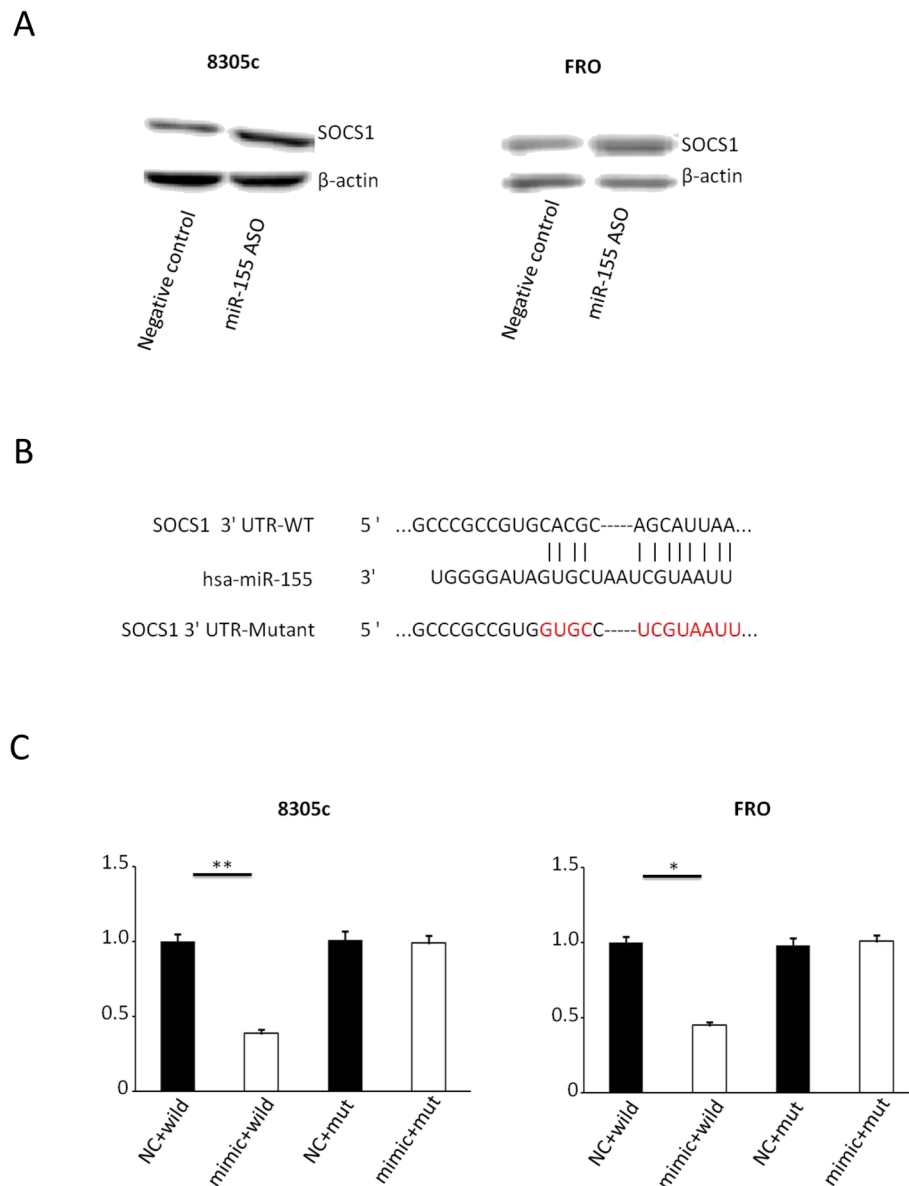 A
8305c
FRO
SOCS1
β-actin
Negative control
miR-155 ASO
SOCS1
β-actin
Negative control
miR-155 ASO
B
SOCS1 3' UTR-WT 5' ...GCCCGCCGUGCACGC-----AGCAUUAA...
hsa-miR-155 3' UGGGGAUAGUGCUAAUCGUAAUU
SOCS1 3' UTR-Mutant 5' ...GCCCGCCGUGGUGCC-----UCGUAAUU...
C
8305c
FRO
1.5
**
1.0
0.5
0
NC+wild
mimic+wild
NC+mut
mimic+mut
1.5
*
1.0
0.5
0
NC+wild
mimic+wild
NC+mut
mimic+mut